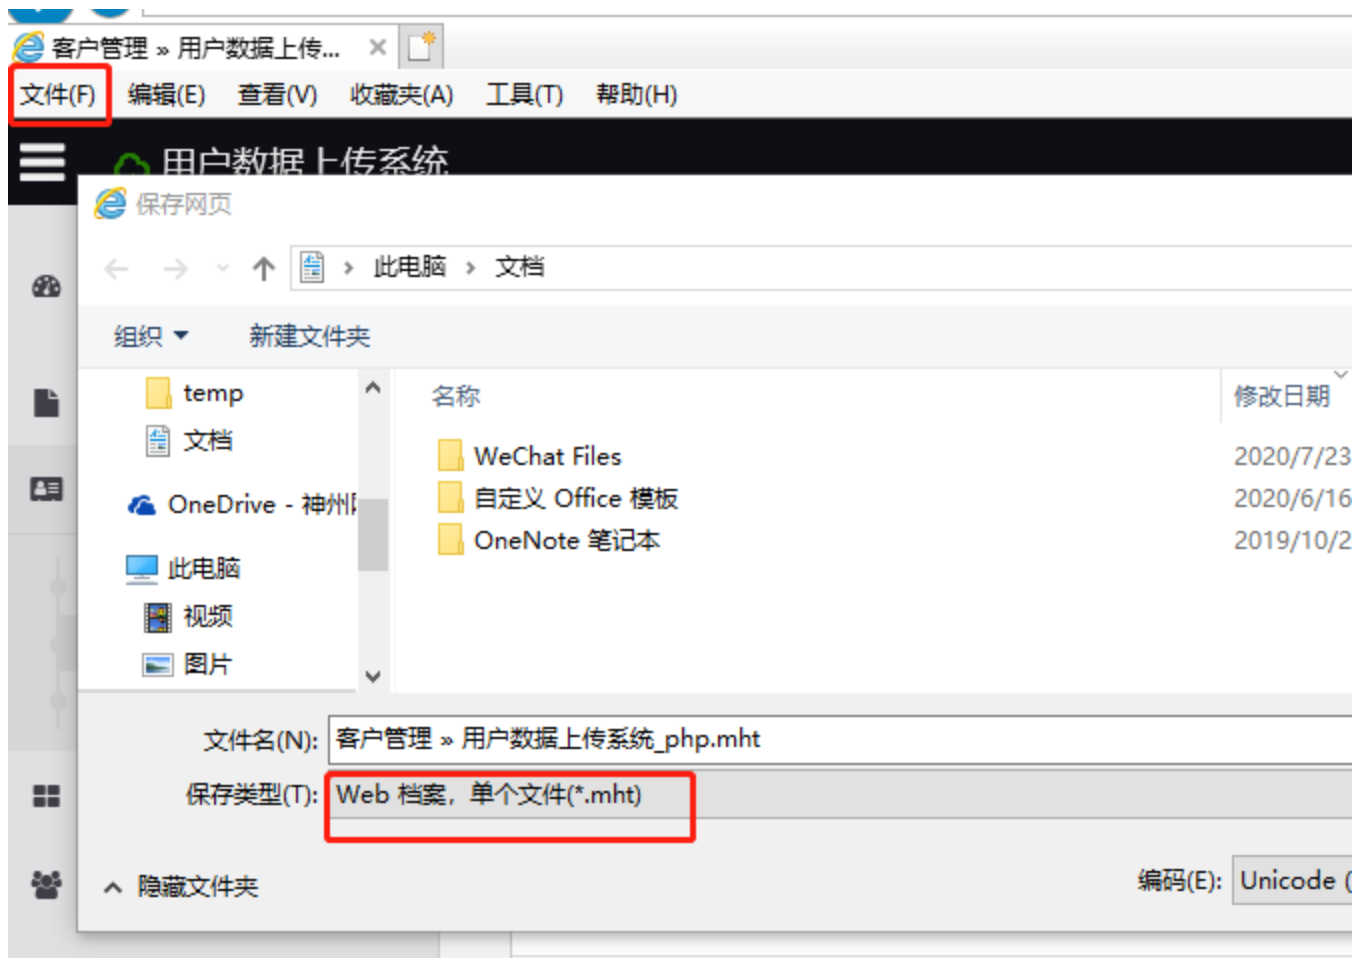 客户管理 » 用户数据上传...
文件(F) 编辑(E) 查看(V) 收藏夹(A) 工具(T) 帮助(H)
用户数据上传系统
保存网页
此电脑 › 文档
组织 新建文件夹
temp
文档
OneDrive - 神州
此电脑
视频
图片
名称 修改日期
WeChat Files 2020/7/23
自定义 Office 模板 2020/6/16
OneNote 笔记本 2019/10/2
文件名(N): 客户管理 » 用户数据上传系统_php.mht
保存类型(T): Web 档案，单个文件(*.mht)
隐藏文件夹
编码(E): Unicode (